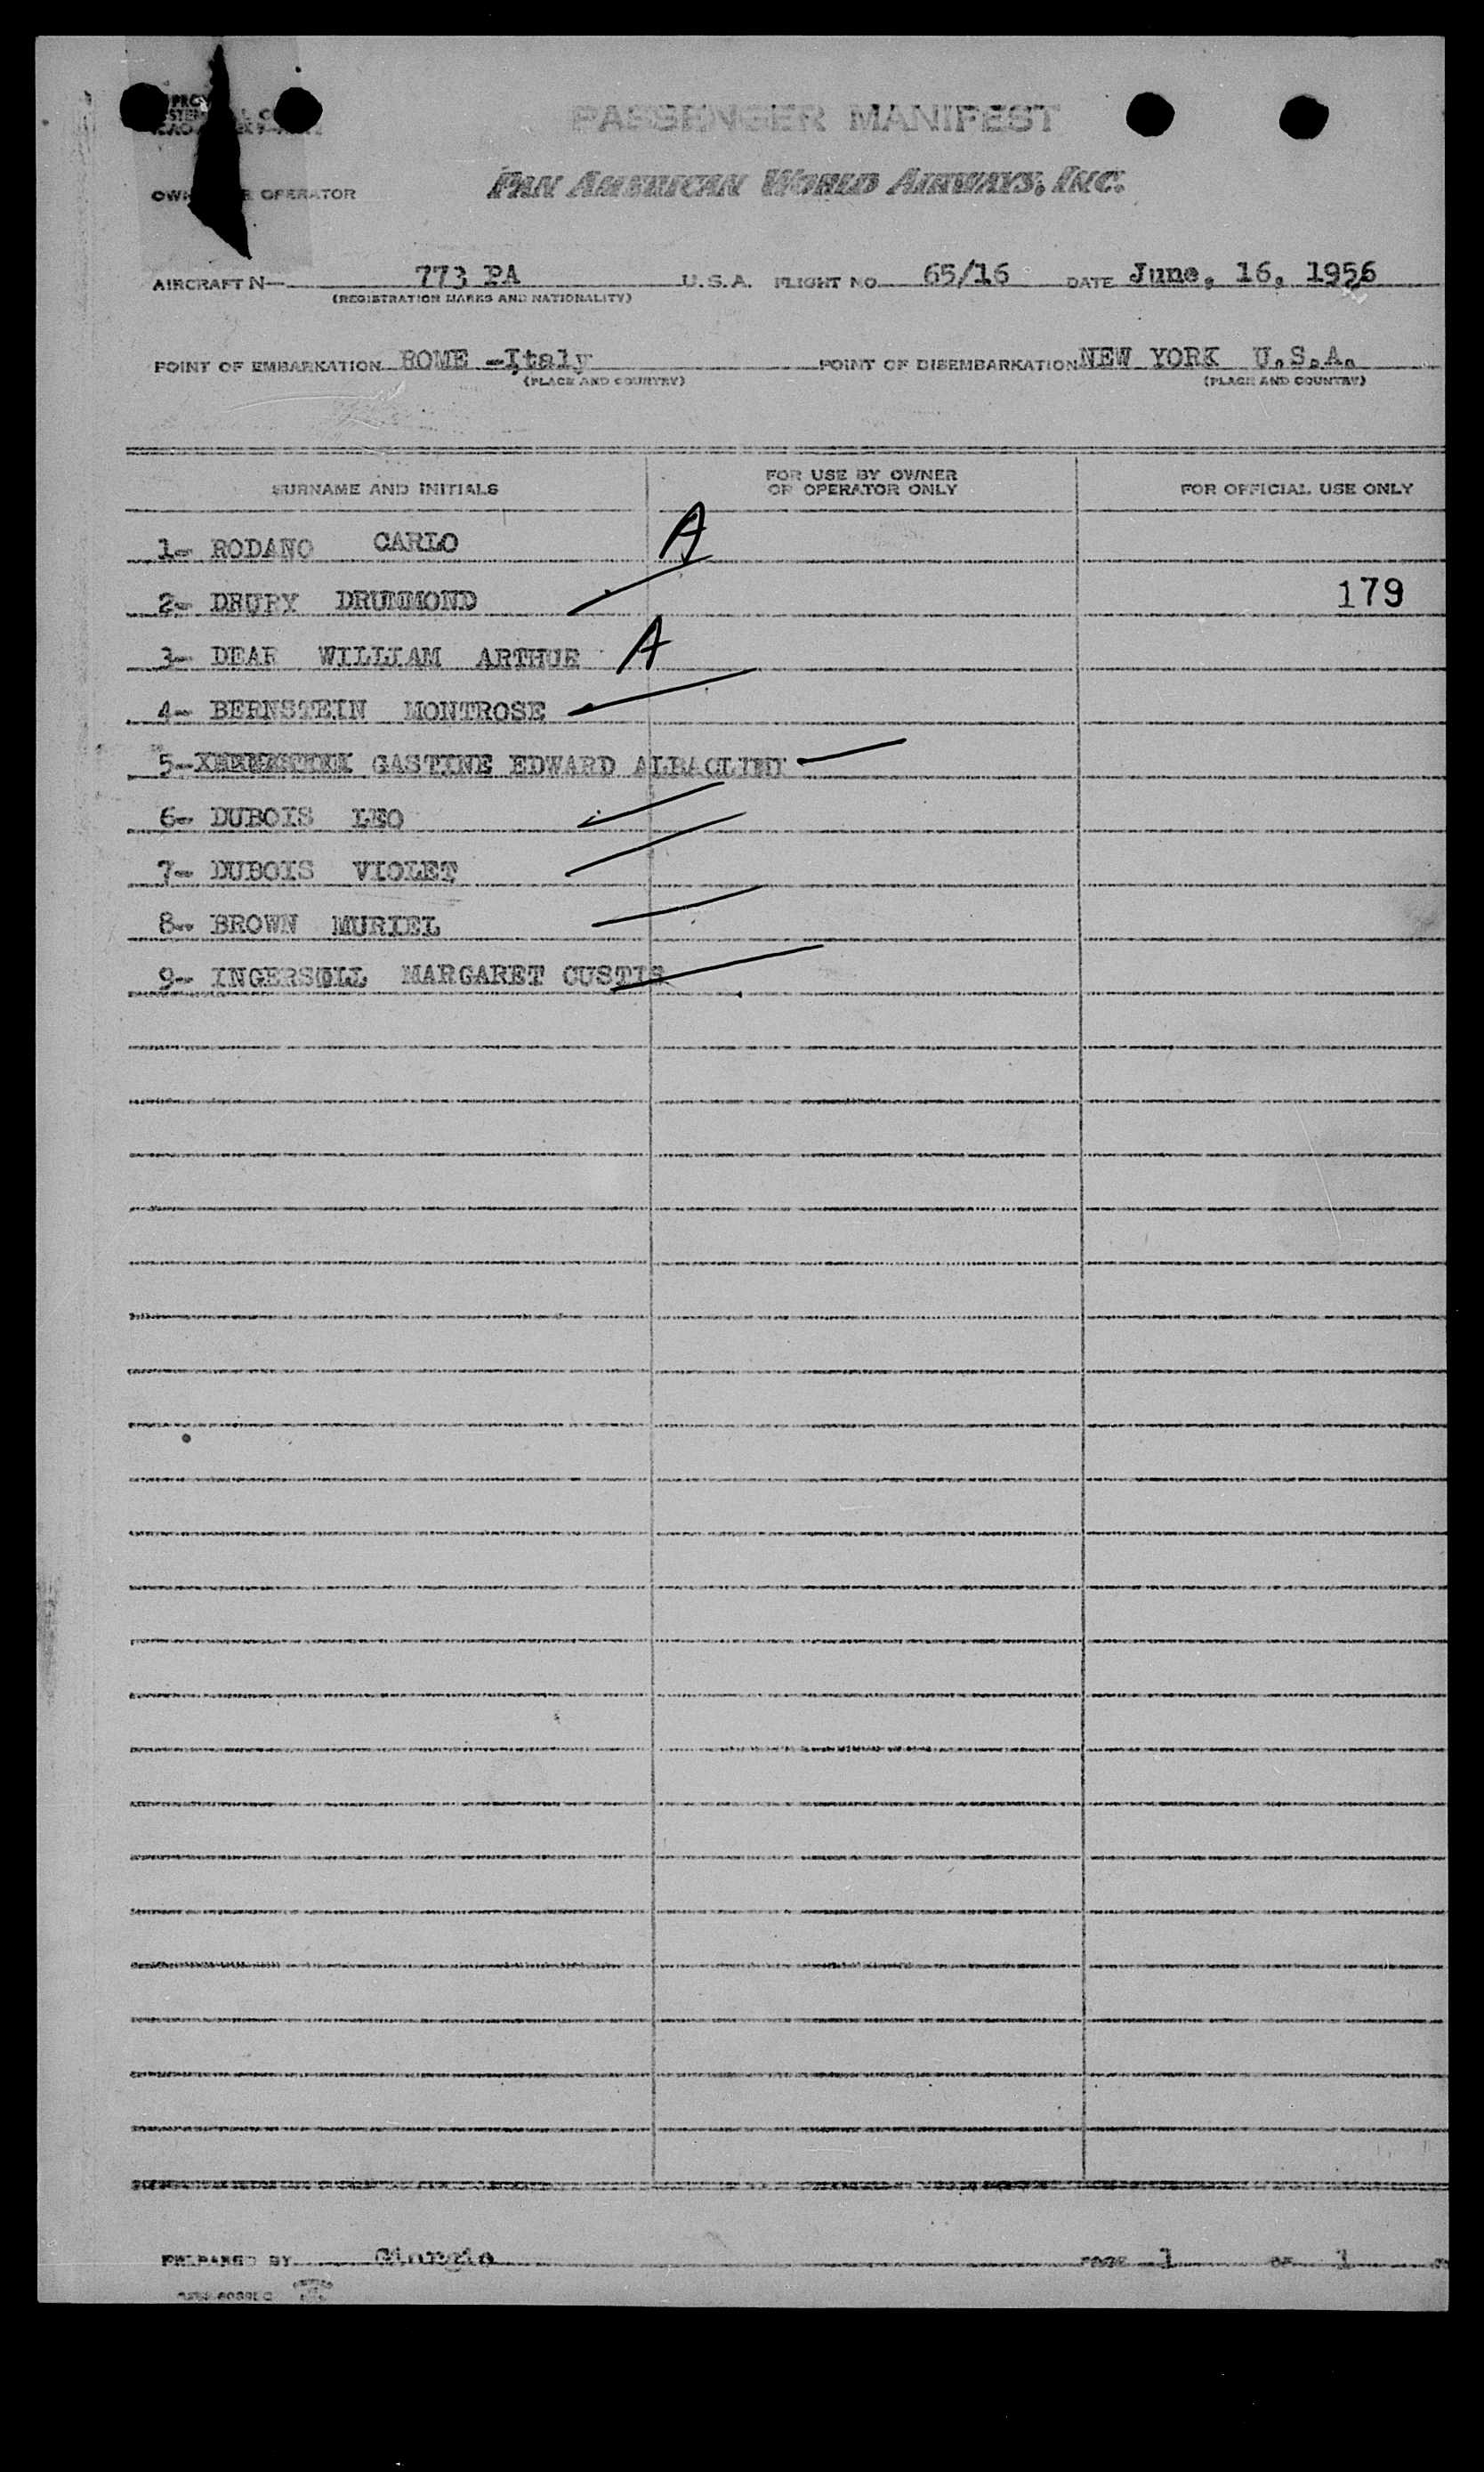 PASSENGER MANIFEST
PAN AMERICAN WORLD AIRWAYS, INC.
OPERATOR
AIRCRAFT N— 773 PA U.S.A. FLIGHT NO. 65/16 DATE June, 16, 1956
(REGISTRATION MARKS AND NATIONALITY)
POINT OF EMBARKATION ROME -Italy POINT OF DISEMBARKATION NEW YORK U.S.A.
(PLACE AND COUNTRY) (PLACE AND COUNTRY)
SURNAME AND INITIALS FOR USE BY OWNER OR OPERATOR ONLY FOR OFFICIAL USE ONLY
1- RODANO CARLO A
2- DRURY DRUMMOND 179
3- DEAR WILLIAM ARTHUR A
4- BERNSTEIN MONTROSE
5- GASTINE EDWARD
6- DUBOIS LEO
7- DUBOIS VIOLET
8- BROWN MURIEL
9- INGERSOLL MARGARET CUSTIS
PREPARED BY Giorgio PAGE 1 OF 1